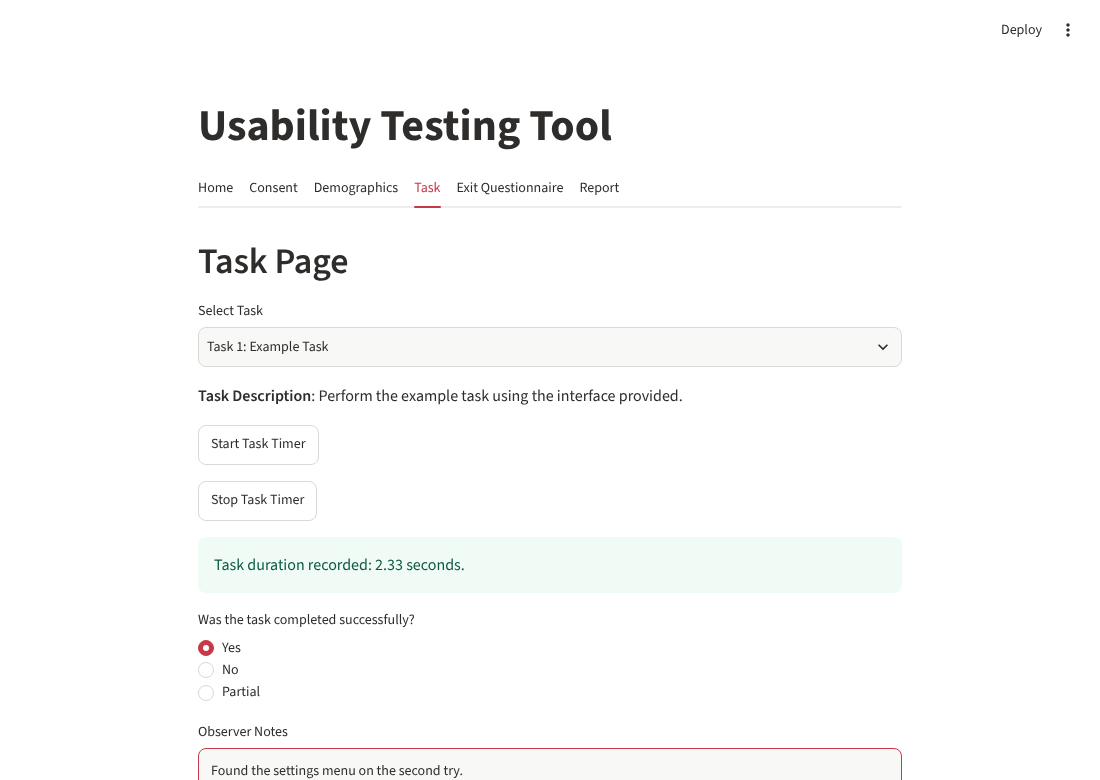 Deploy
Usability Testing Tool
Home Consent Demographics Task Exit Questionnaire Report
Task Page
Select Task
Task 1: Example Task
Task Description: Perform the example task using the interface provided.
Start Task Timer
Stop Task Timer
Task duration recorded: 2.33 seconds.
Was the task completed successfully?
Yes
No
Partial
Observer Notes
Found the settings menu on the second try.